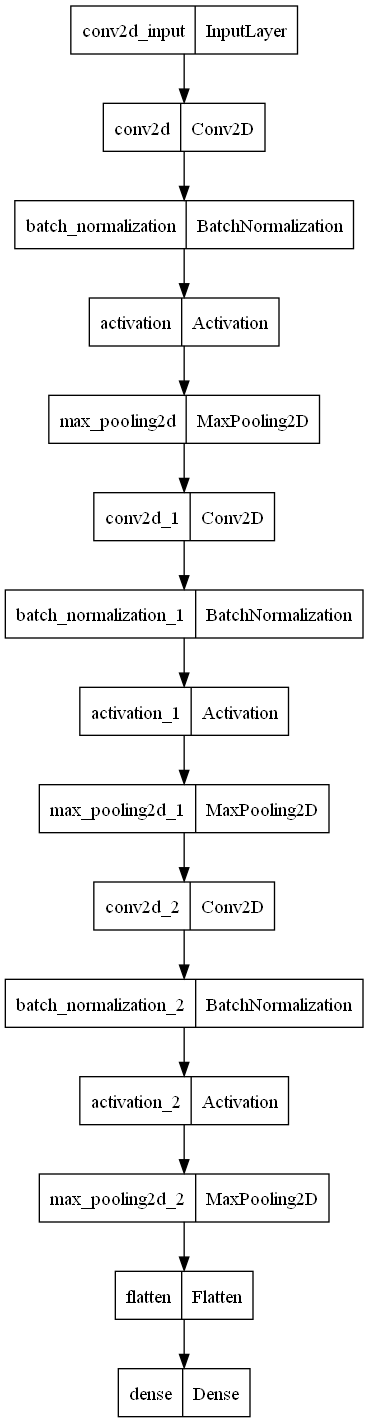 conv2d_input InputLayer
conv2d Conv2D
batch_normalization BatchNormalization
activation Activation
max_pooling2d MaxPooling2D
conv2d_1 Conv2D
batch_normalization_1 BatchNormalization
activation_1 Activation
max_pooling2d_1 MaxPooling2D
conv2d_2 Conv2D
batch_normalization_2 BatchNormalization
activation_2 Activation
max_pooling2d_2 MaxPooling2D
flatten Flatten
dense Dense